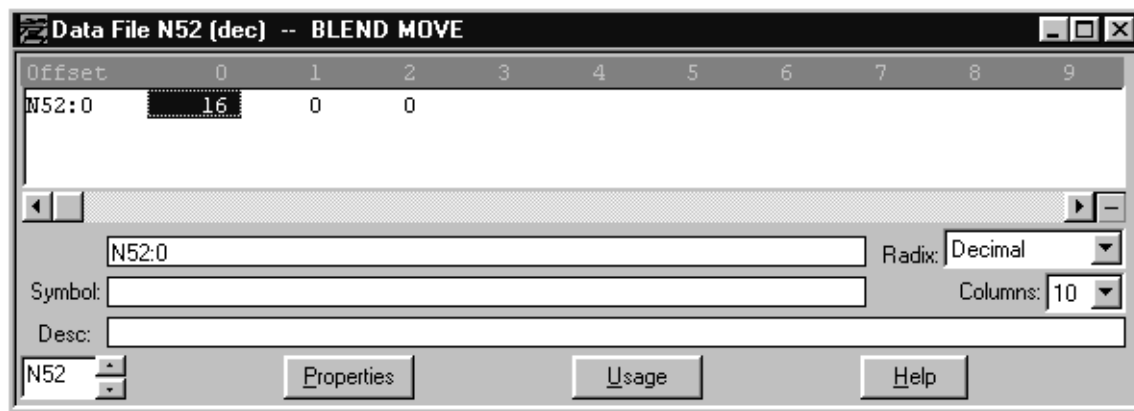 Data File N52 (dec) -- BLEND MOVE
Offset 0 1 2 3 4 5 6 7 8 9
N52:0 16 0 0
N52:0 Radix: Decimal
Symbol: Columns: 10
Desc:
N52 Properties Usage Help